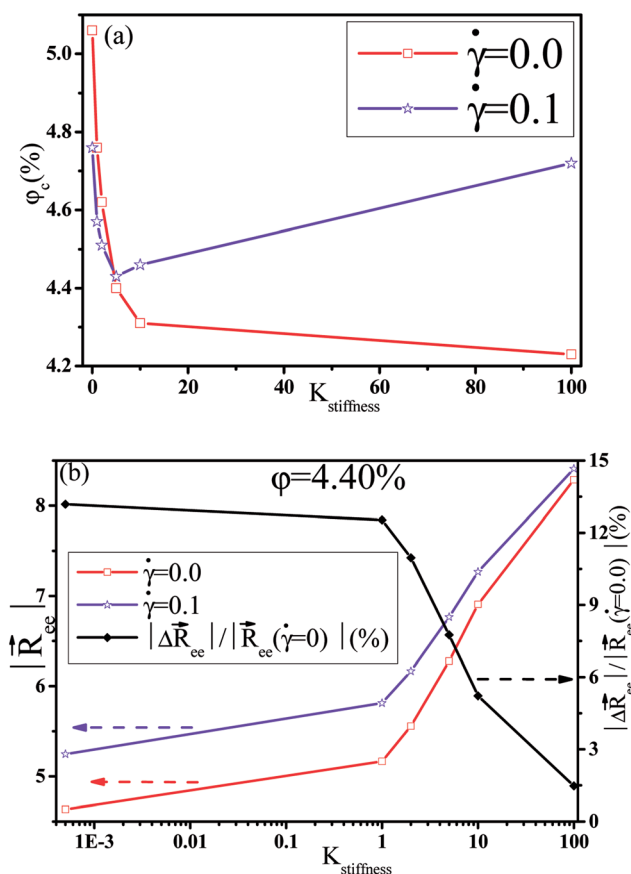 (a)
γ̇=0.0
γ̇=0.1
φc(%)
5.0
4.8
4.6
4.4
4.2
0 20 40 60 80 100
Kstiffness
(b)
φ=4.40%
γ̇=0.0
γ̇=0.1
|ΔR⃗ee|/|R⃗ee(γ̇=0) |(%)
|R⃗ee|
8
7
6
5
15
12
9
6
3
0
|ΔR⃗ee|/|R⃗ee(γ̇=0.0) |(%)
1E-3 0.01 0.1 1 10 100
Kstiffness